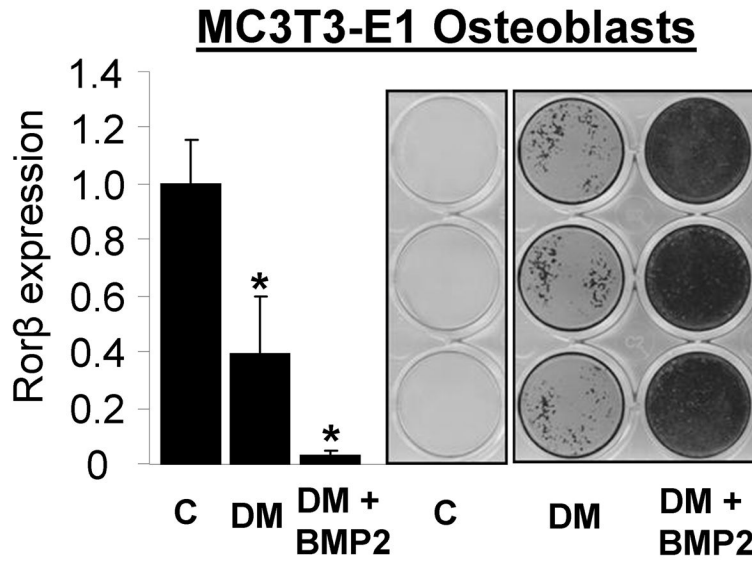 MC3T3-E1 Osteoblasts
Rorβ expression
1.4
1.2
1.0
0.8
0.6
0.4
0.2
0
*
*
C
DM
DM +
BMP2
C
DM
DM +
BMP2